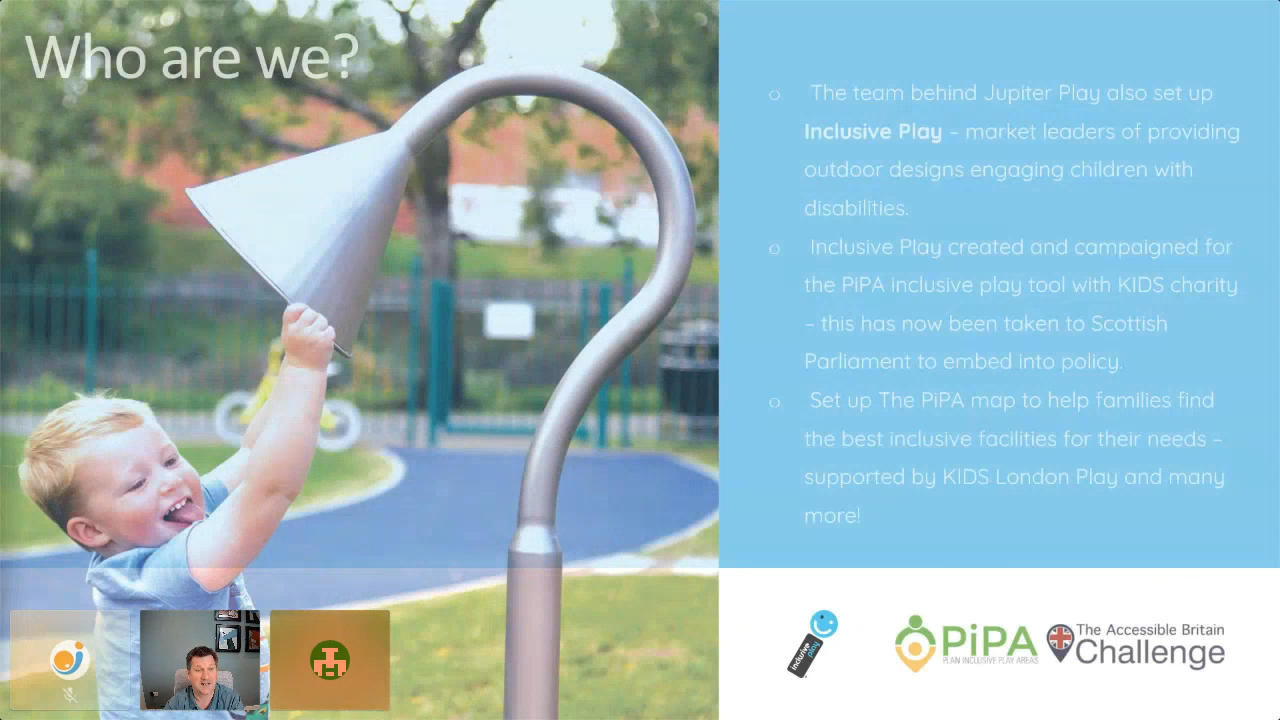 Who are we?
The team behind Jupiter Play also set up
Inclusive Play – market leaders of providing
outdoor designs engaging children with
disabilities.
Inclusive Play created and campaigned for
the PiPA inclusive play tool with KIDS charity
– this has now been taken to Scottish
Parliament to embed into policy.
Set up The PiPA map to help families find
the best inclusive facilities for their needs –
supported by KIDS London Play and many
more!
inclusive play
PiPA
PLAN INCLUSIVE PLAY AREAS
The Accessible Britain
Challenge